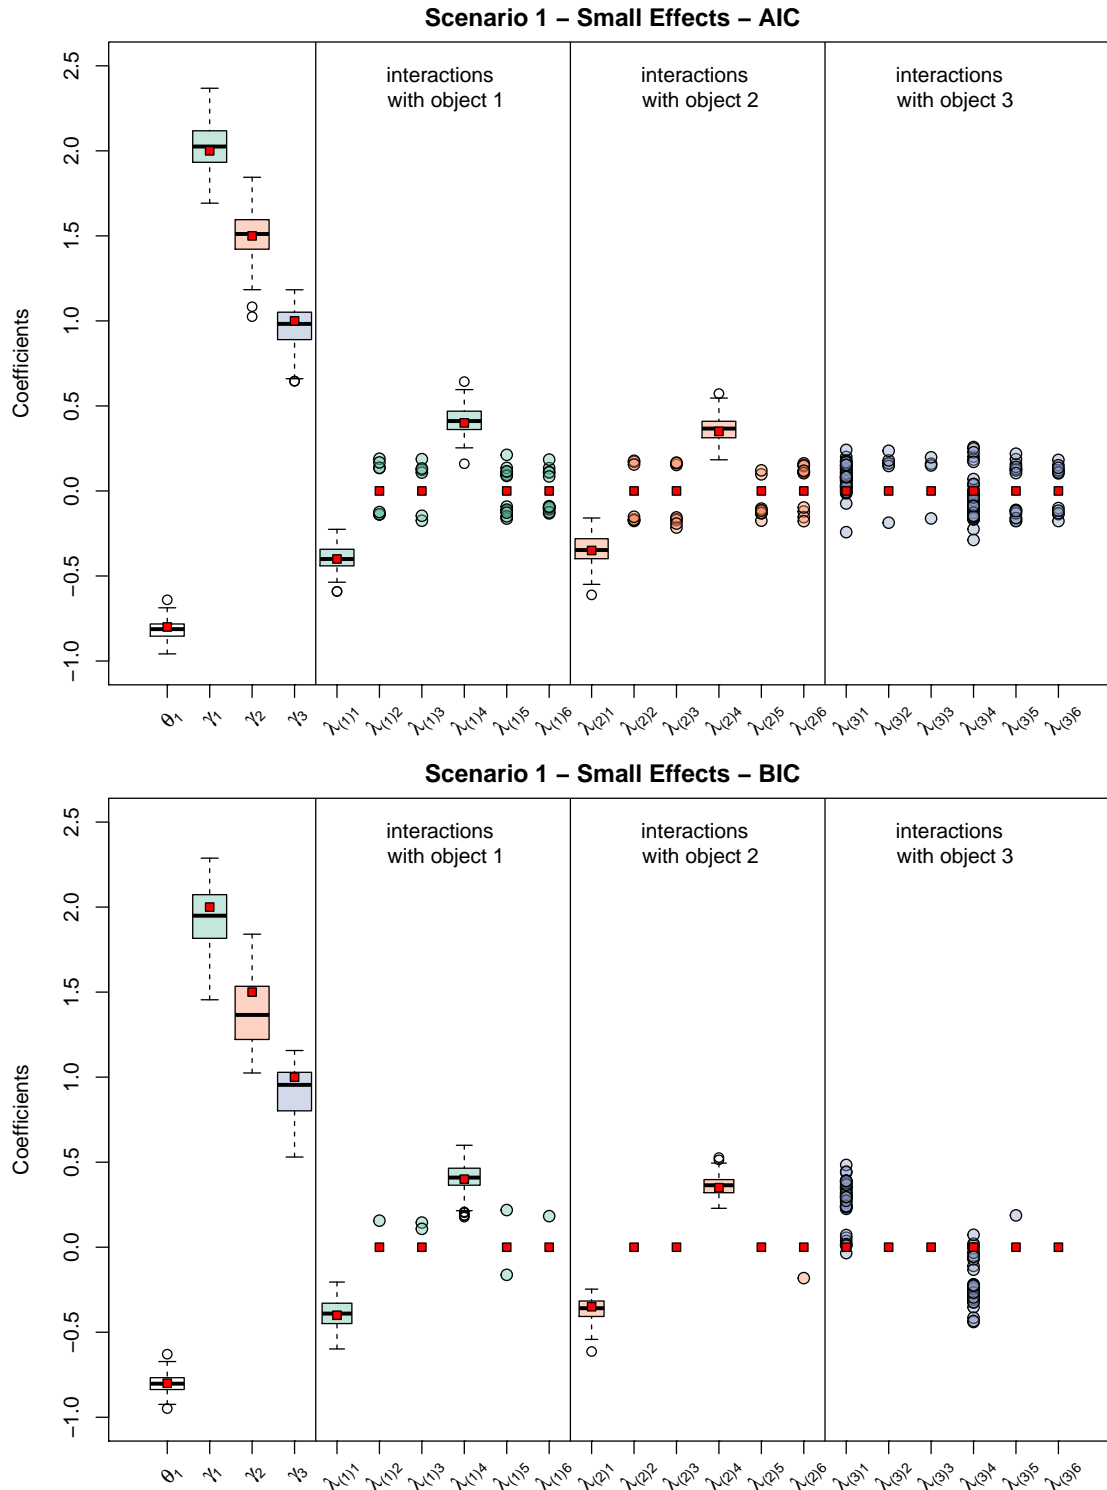 Scenario 1 − Small Effects − AIC
interactions
with object 1
interactions
with object 2
interactions
with object 3
Coefficients
2.5
2.0
1.5
1.0
0.5
0.0
−0.5
−1.0
θ1 γ1 γ2 γ3 λ(1)1 λ(1)2 λ(1)3 λ(1)4 λ(1)5 λ(1)6 λ(2)1 λ(2)2 λ(2)3 λ(2)4 λ(2)5 λ(2)6 λ(3)1 λ(3)2 λ(3)3 λ(3)4 λ(3)5 λ(3)6
Scenario 1 − Small Effects − BIC
interactions
with object 1
interactions
with object 2
interactions
with object 3
Coefficients
2.5
2.0
1.5
1.0
0.5
0.0
−0.5
−1.0
θ1 γ1 γ2 γ3 λ(1)1 λ(1)2 λ(1)3 λ(1)4 λ(1)5 λ(1)6 λ(2)1 λ(2)2 λ(2)3 λ(2)4 λ(2)5 λ(2)6 λ(3)1 λ(3)2 λ(3)3 λ(3)4 λ(3)5 λ(3)6